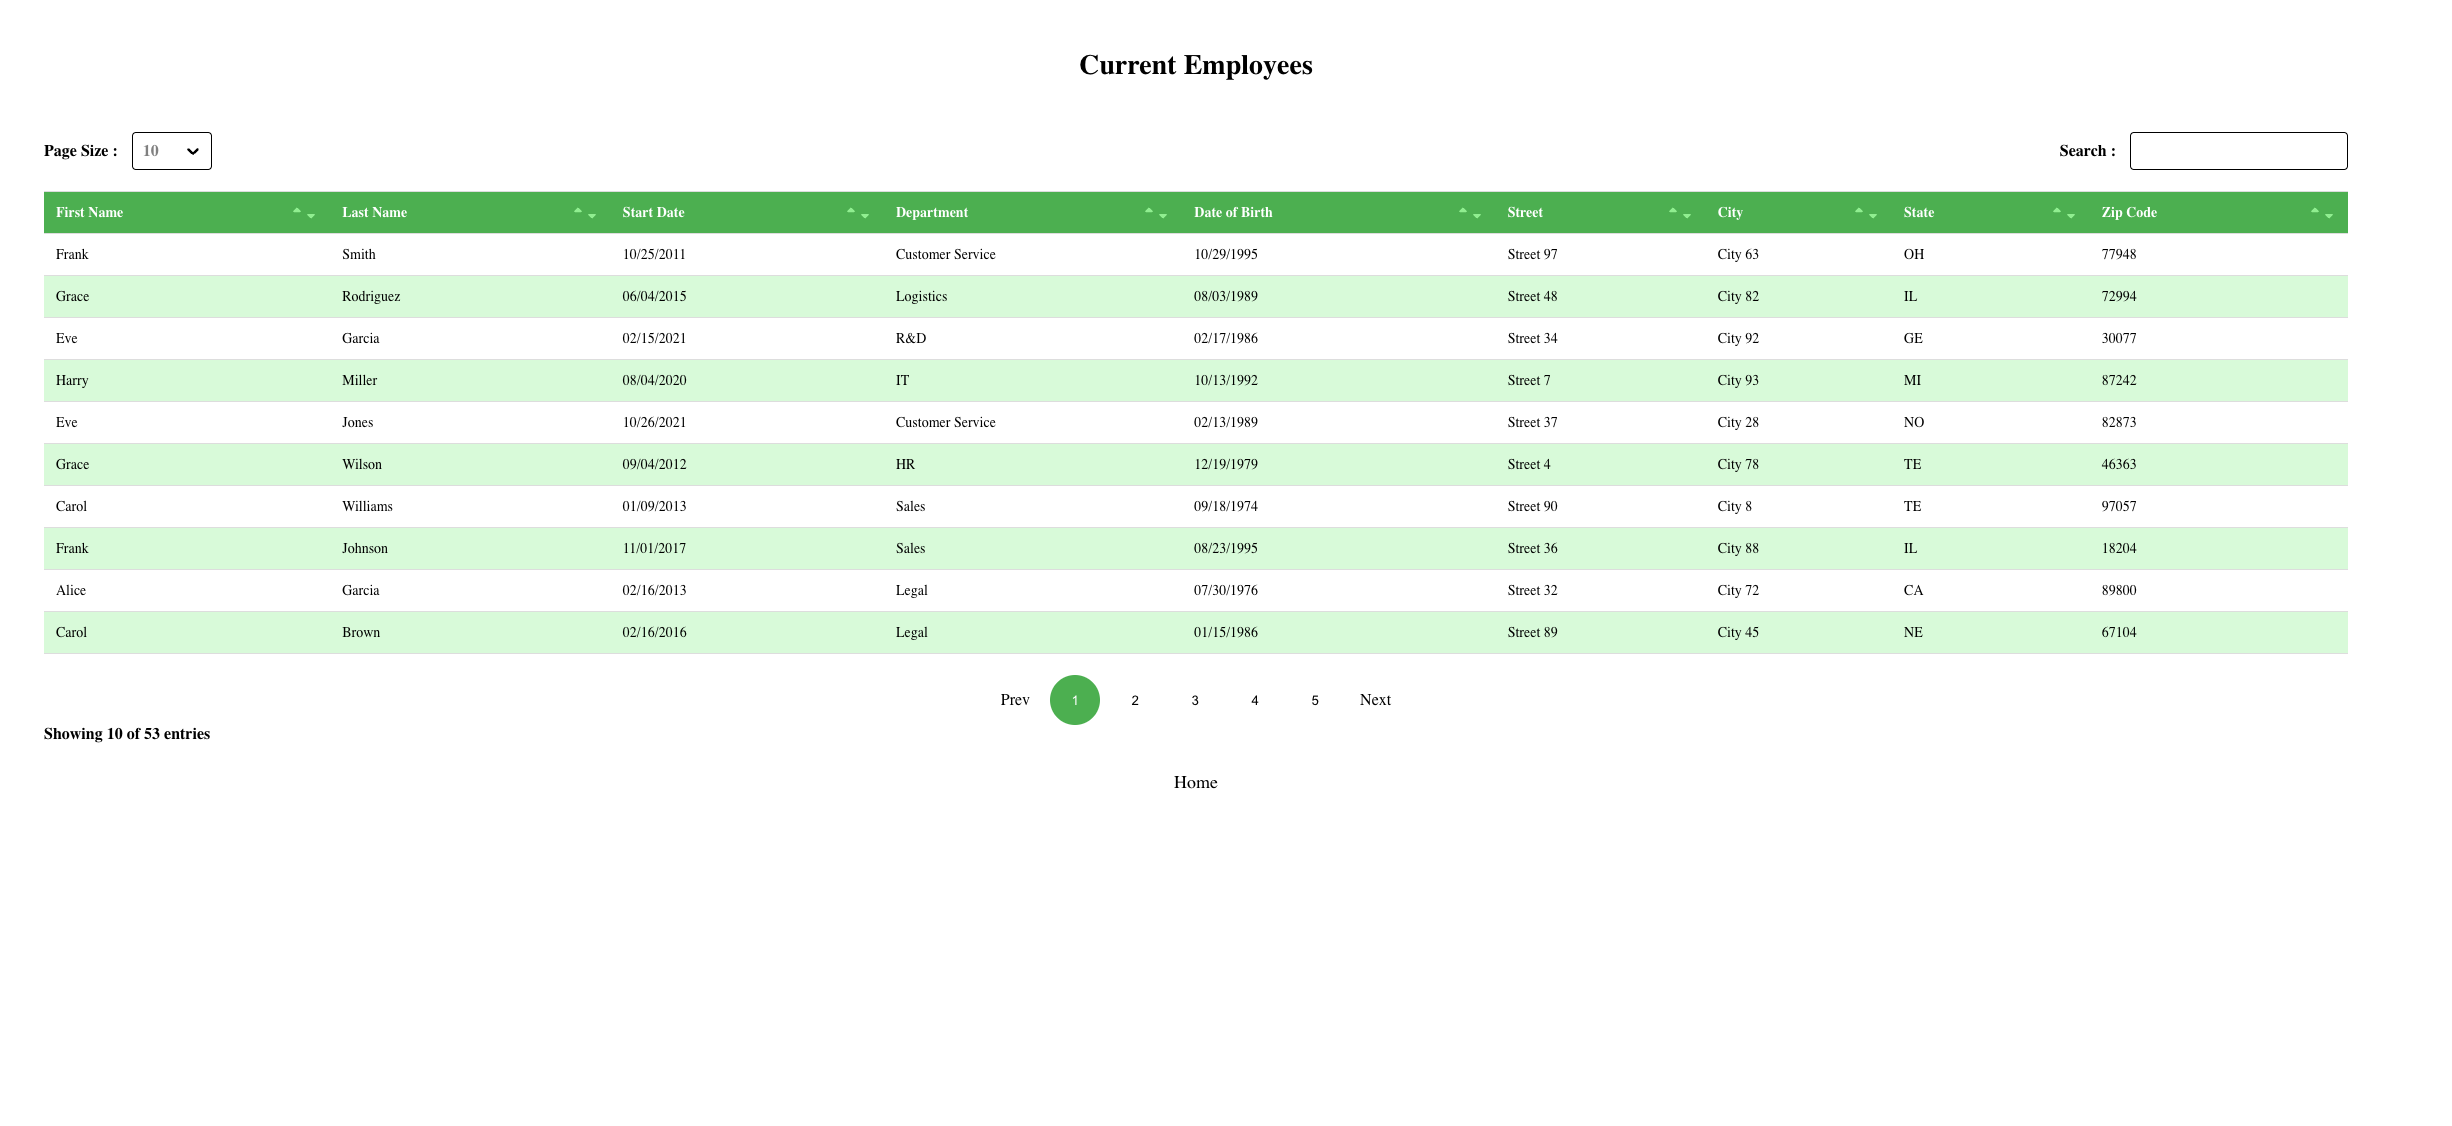 Current Employees
Page Size : 10 Search :
First Name Last Name Start Date Department Date of Birth Street City State Zip Code
Frank Smith 10/25/2011 Customer Service 10/29/1995 Street 97 City 63 OH 77948
Grace Rodriguez 06/04/2015 Logistics 08/03/1989 Street 48 City 82 IL 72994
Eve Garcia 02/15/2021 R&D 02/17/1986 Street 34 City 92 GE 30077
Harry Miller 08/04/2020 IT 10/13/1992 Street 7 City 93 MI 87242
Eve Jones 10/26/2021 Customer Service 02/13/1989 Street 37 City 28 NO 82873
Grace Wilson 09/04/2012 HR 12/19/1979 Street 4 City 78 TE 46363
Carol Williams 01/09/2013 Sales 09/18/1974 Street 90 City 8 TE 97057
Frank Johnson 11/01/2017 Sales 08/23/1995 Street 36 City 88 IL 18204
Alice Garcia 02/16/2013 Legal 07/30/1976 Street 32 City 72 CA 89800
Carol Brown 02/16/2016 Legal 01/15/1986 Street 89 City 45 NE 67104
Prev 1 2 3 4 5 Next
Showing 10 of 53 entries
Home